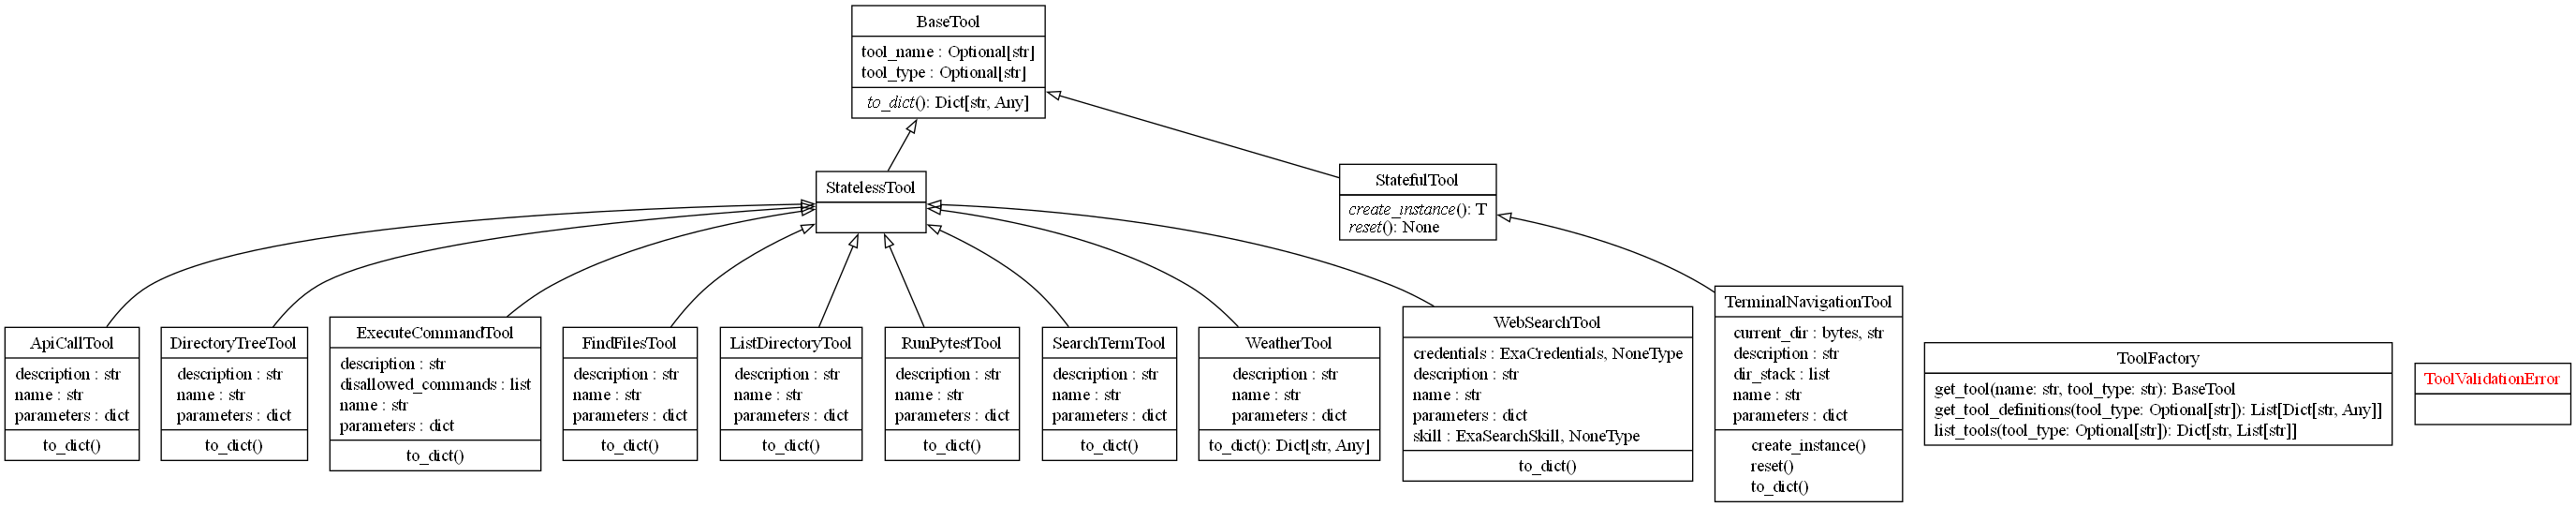 BaseTool
tool_name : Optional[str]
tool_type : Optional[str]
to_dict(): Dict[str, Any]
StatelessTool
StatefulTool
create_instance(): T
reset(): None
ApiCallTool
description : str
name : str
parameters : dict
to_dict()
DirectoryTreeTool
description : str
name : str
parameters : dict
to_dict()
ExecuteCommandTool
description : str
disallowed_commands : list
name : str
parameters : dict
to_dict()
FindFilesTool
description : str
name : str
parameters : dict
to_dict()
ListDirectoryTool
description : str
name : str
parameters : dict
to_dict()
RunPytestTool
description : str
name : str
parameters : dict
to_dict()
SearchTermTool
description : str
name : str
parameters : dict
to_dict()
WeatherTool
description : str
name : str
parameters : dict
to_dict(): Dict[str, Any]
WebSearchTool
credentials : ExaCredentials, NoneType
description : str
name : str
parameters : dict
skill : ExaSearchSkill, NoneType
to_dict()
TerminalNavigationTool
current_dir : bytes, str
description : str
dir_stack : list
name : str
parameters : dict
create_instance()
reset()
to_dict()
ToolFactory
get_tool(name: str, tool_type: str): BaseTool
get_tool_definitions(tool_type: Optional[str]): List[Dict[str, Any]]
list_tools(tool_type: Optional[str]): Dict[str, List[str]]
ToolValidationError